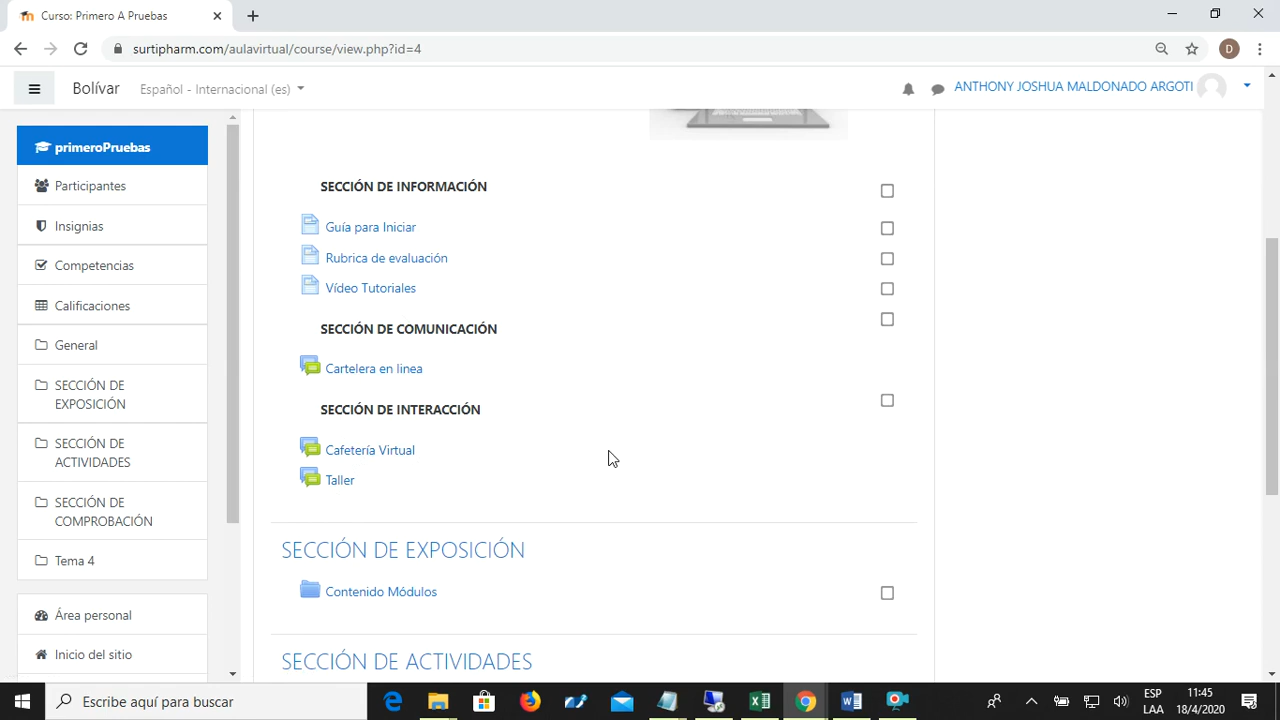 Curso: Primero A Pruebas
surtipharm.com/aulavirtual/course/view.php?id=4
D
Bolívar
Español - Internacional (es)
ANTHONY JOSHUA MALDONADO ARGOTI
primeroPruebas
Participantes
Insignias
Competencias
Calificaciones
General
SECCIÓN DE
EXPOSICIÓN
SECCIÓN DE
ACTIVIDADES
SECCIÓN DE
COMPROBACIÓN
Tema 4
Área personal
Inicio del sitio
SECCIÓN DE INFORMACIÓN
Guía para Iniciar
Rubrica de evaluación
Vídeo Tutoriales
SECCIÓN DE COMUNICACIÓN
Cartelera en linea
SECCIÓN DE INTERACCIÓN
Cafetería Virtual
Taller
SECCIÓN DE EXPOSICIÓN
Contenido Módulos
SECCIÓN DE ACTIVIDADES
Escribe aquí para buscar
ESP
LAA
11:45
18/4/2020